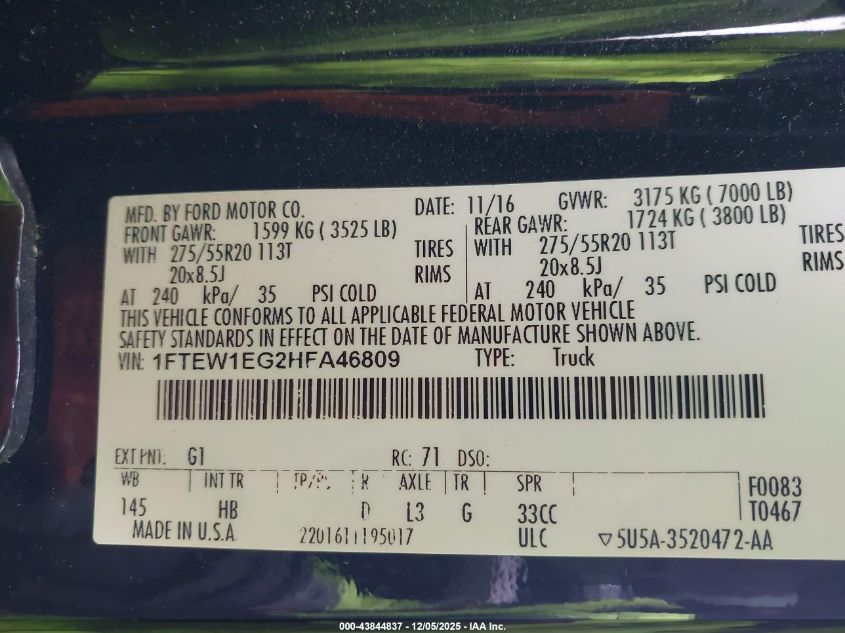 MFD. BY FORD MOTOR CO. DATE: 11/16 GVWR: 3175 KG ( 7000 LB)
FRONT GAWR: 1599 KG ( 3525 LB) REAR GAWR: 1724 KG ( 3800 LB)
WITH 275/55R20 113T TIRES WITH 275/55R20 113T TIRES
20x8.5J RIMS 20x8.5J RIMS
AT 240 kPa/ 35 PSI COLD AT 240 kPa/ 35 PSI COLD
THIS VEHICLE CONFORMS TO ALL APPLICABLE FEDERAL MOTOR VEHICLE
SAFETY STANDARDS IN EFFECT ON THE DATE OF MANUFACTURE SHOWN ABOVE.
VIN: 1FTEW1EG2HFA46809 TYPE: Truck
EXT PNT: G1 RC: 71 DSO:
WB INT TR TP/PS R AXLE TR SPR F0083
145 HB D L3 G 33CC T0467
MADE IN U.S.A. 2201611195017 ULC ▽5U5A-3520472-AA
000-43844837 - 12/05/2025 - IAA Inc.